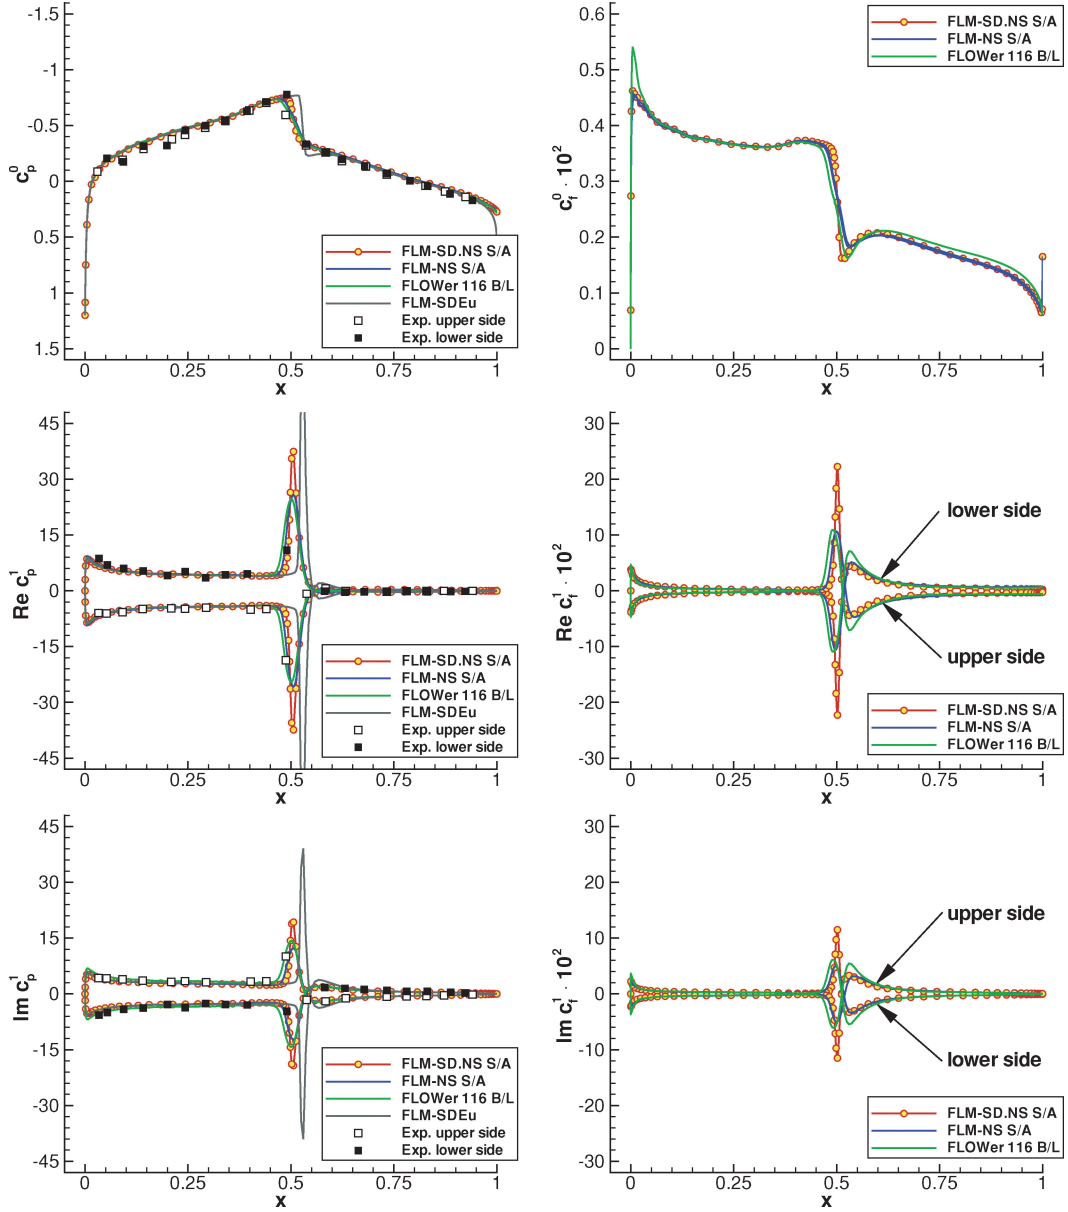 -1.5
-1
-0.5
0
0.5
1
1.5
c_p^0
0 0.25 0.5 0.75 1
x
FLM-SD.NS S/A
FLM-NS S/A
FLOWer 116 B/L
FLM-SDEu
Exp. upper side
Exp. lower side
0.6
0.5
0.4
0.3
0.2
0.1
0
c_f^0 · 10^2
0 0.25 0.5 0.75 1
x
FLM-SD.NS S/A
FLM-NS S/A
FLOWer 116 B/L
45
30
15
0
-15
-30
-45
Re c_p^1
0 0.25 0.5 0.75 1
x
FLM-SD.NS S/A
FLM-NS S/A
FLOWer 116 B/L
FLM-SDEu
Exp. upper side
Exp. lower side
30
20
10
0
-10
-20
-30
Re c_f^1 · 10^2
0 0.25 0.5 0.75 1
x
lower side
upper side
FLM-SD.NS S/A
FLM-NS S/A
FLOWer 116 B/L
45
30
15
0
-15
-30
-45
Im c_p^1
0 0.25 0.5 0.75 1
x
FLM-SD.NS S/A
FLM-NS S/A
FLOWer 116 B/L
FLM-SDEu
Exp. upper side
Exp. lower side
30
20
10
0
-10
-20
-30
Im c_f^1 · 10^2
0 0.25 0.5 0.75 1
x
upper side
lower side
FLM-SD.NS S/A
FLM-NS S/A
FLOWer 116 B/L